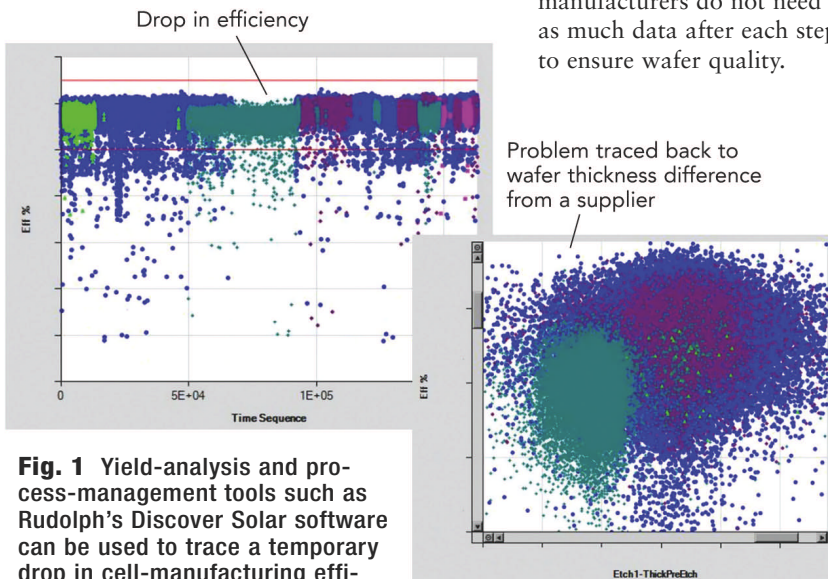 manufacturers do not need
as much data after each step
to ensure wafer quality.
Drop in efficiency
Eff %
0
5E+04
1E+05
Time Sequence
Problem traced back to
wafer thickness difference
from a supplier
Eff %
Etch1-ThickPreEtch
Fig. 1 Yield-analysis and pro-
cess-management tools such as
Rudolph's Discover Solar software
can be used to trace a temporary
drop in cell-manufacturing effi-